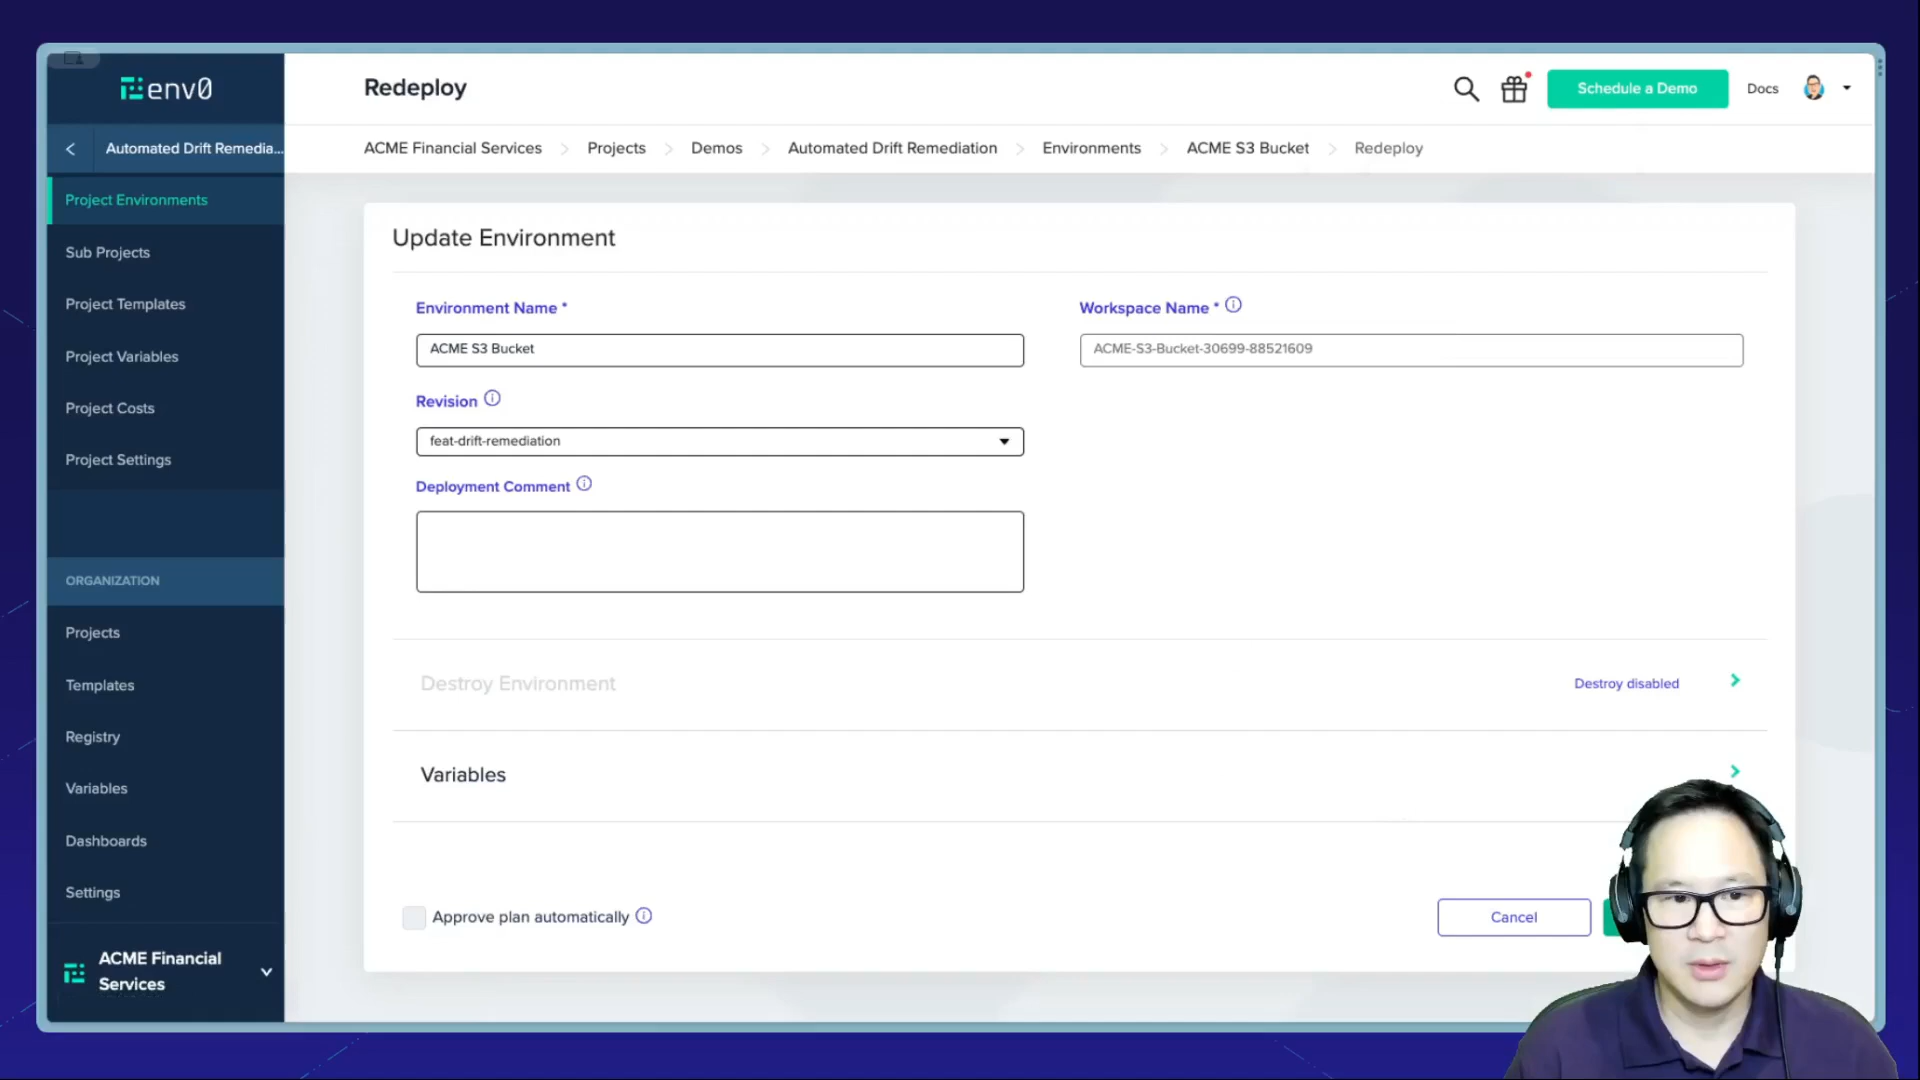 env0
Redeploy
Schedule a Demo
Docs
Automated Drift Remedia...
ACME Financial Services
Projects
Demos
Automated Drift Remediation
Environments
ACME S3 Bucket
Redeploy
Project Environments
Sub Projects
Project Templates
Project Variables
Project Costs
Project Settings
ORGANIZATION
Projects
Templates
Registry
Variables
Dashboards
Settings
ACME Financial
Services
Update Environment
Environment Name *
ACME S3 Bucket
Workspace Name *
ACME-S3-Bucket-30699-88521609
Revision
feat-drift-remediation
Deployment Comment
Destroy Environment
Destroy disabled
Variables
Approve plan automatically
Cancel